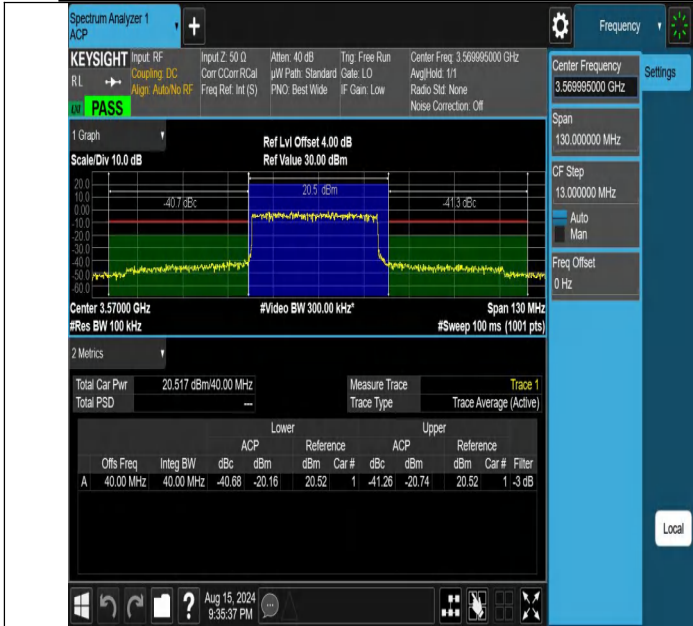 Spectrum Analyzer 1
ACP
+
Frequency
KEYSIGHT
RL
PASS
Input: RF
Coupling: DC
Align: Auto/No RF
Input Z: 50 Ω
Corr CCorr RCal
Freq Ref: Int (S)
Atten: 40 dB
µW Path: Standard
PNO: Best Wide
Trig: Free Run
Gate: LO
IF Gain: Low
Center Freq: 3.569995000 GHz
Avg|Hold: 1/1
Radio Std: None
Noise Correction: Off
Center Frequency
3.569995000 GHz
Settings
Span
130.000000 MHz
CF Step
13.000000 MHz
Auto
Man
Freq Offset
0 Hz
1 Graph
Scale/Div 10.0 dB
Ref Lvl Offset 4.00 dB
Ref Value 30.00 dBm
20.0
10.0
0.00
-10.0
-20.0
-30.0
-40.0
-50.0
-60.0
-40.7 dBc
20.5 dBm
-41.3 dBc
Center 3.57000 GHz
#Video BW 300.00 kHz*
Span 130 MHz
#Res BW 100 kHz
#Sweep 100 ms (1001 pts)
2 Metrics
Total Car Pwr 20.517 dBm/40.00 MHz
Total PSD ---
Measure Trace Trace 1
Trace Type Trace Average (Active)
Lower Upper
ACP Reference ACP Reference
Offs Freq Integ BW dBc dBm dBm Car # dBc dBm dBm Car # Filter
A 40.00 MHz 40.00 MHz -40.68 -20.16 20.52 1 -41.26 -20.74 20.52 1 -3 dB
Local
?
Aug 15, 2024
9:35:37 PM